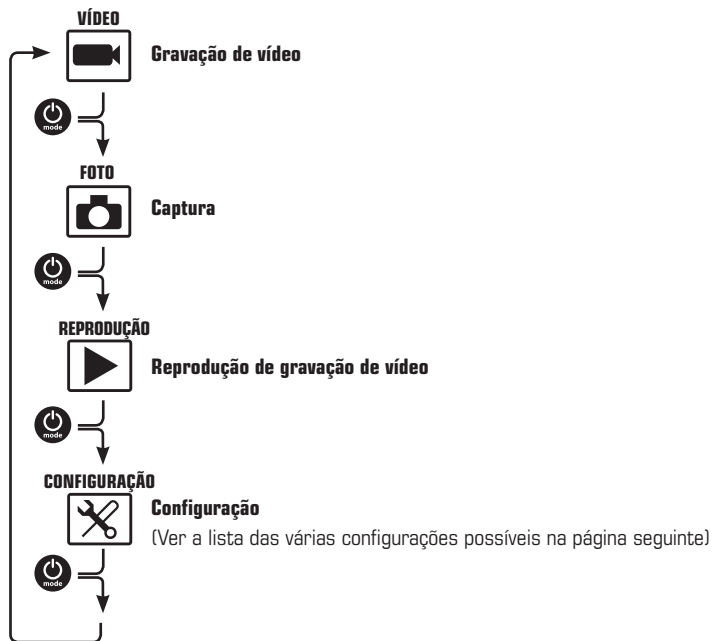 VÍDEO
Gravação de vídeo
mode
FOTO
Captura
mode
REPRODUÇÃO
Reprodução de gravação de vídeo
mode
CONFIGURAÇÃO
Configuração
(Ver a lista das várias configurações possíveis na página seguinte)
mode